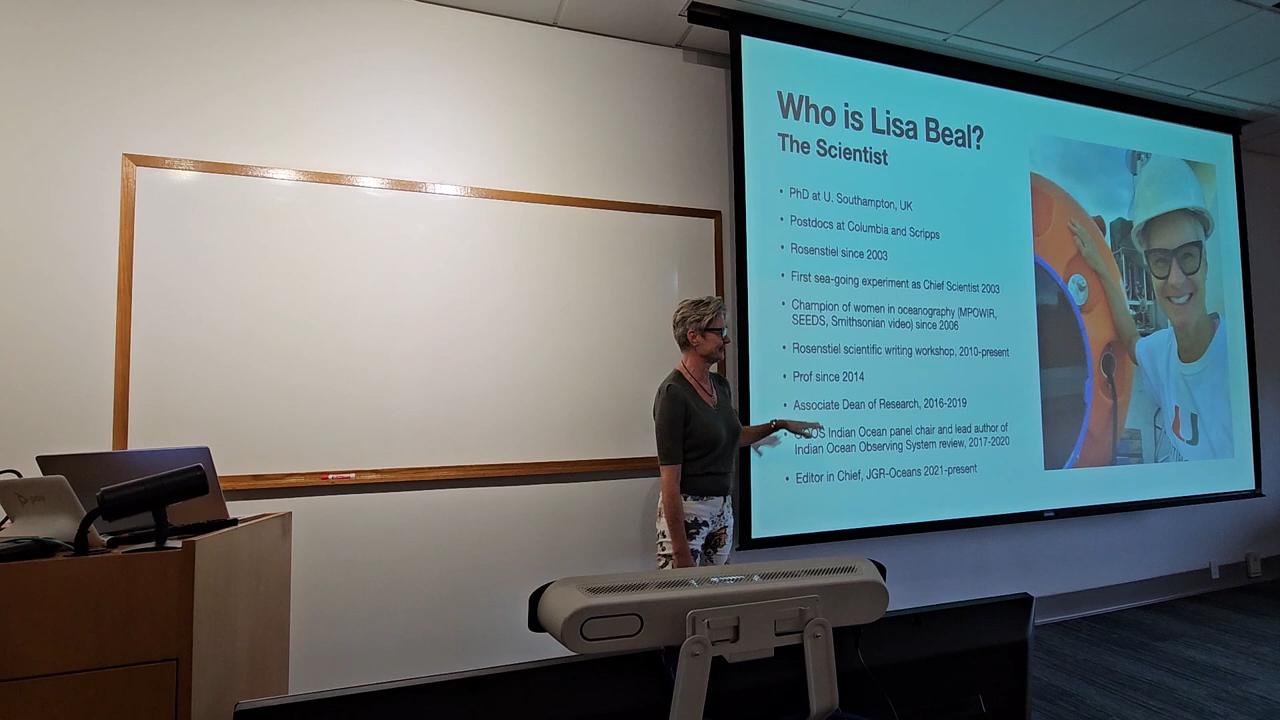 Who is Lisa Beal?
The Scientist
• PhD at U. Southampton, UK
• Postdocs at Columbia and Scripps
• Rosenstiel since 2003
• First sea-going experiment as Chief Scientist 2003
• Champion of women in oceanography (MPOWIR,
SEEDS, Smithsonian video) since 2006
• Rosenstiel scientific writing workshop, 2010-present
• Prof since 2014
• Associate Dean of Research, 2016-2019
• Indian Ocean panel chair and lead author of
Indian Ocean Observing System review, 2017-2020
• Editor in Chief, JGR-Oceans 2021-present